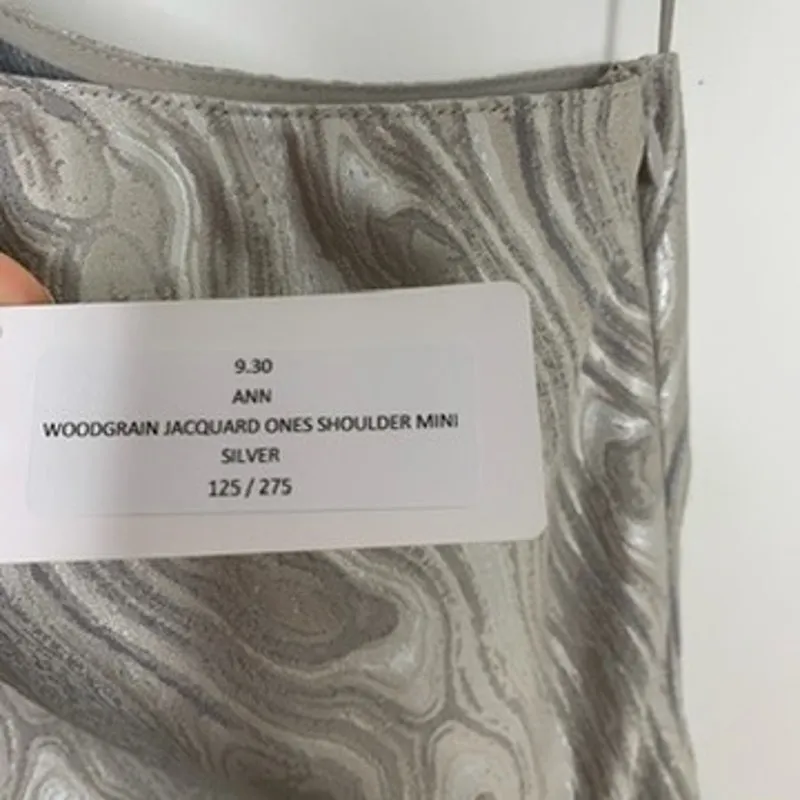 9.30
ANN
WOODGRAIN JACQUARD ONES SHOULDER MINI
SILVER
125 / 275